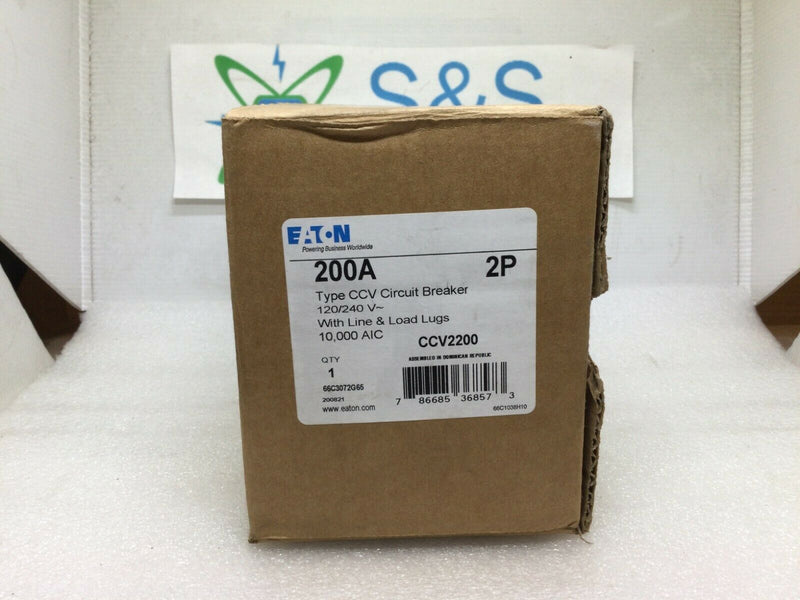 S&S
EATON
Powering Business Worldwide
200A 2P
Type CCV Circuit Breaker
120/240 V~
With Line & Load Lugs
10,000 AIC CCV2200
ASSEMBLED IN DOMINICAN REPUBLIC
QTY
1
66C3072G65
200821
7 86685 36857 3
www.eaton.com 66C1038H10